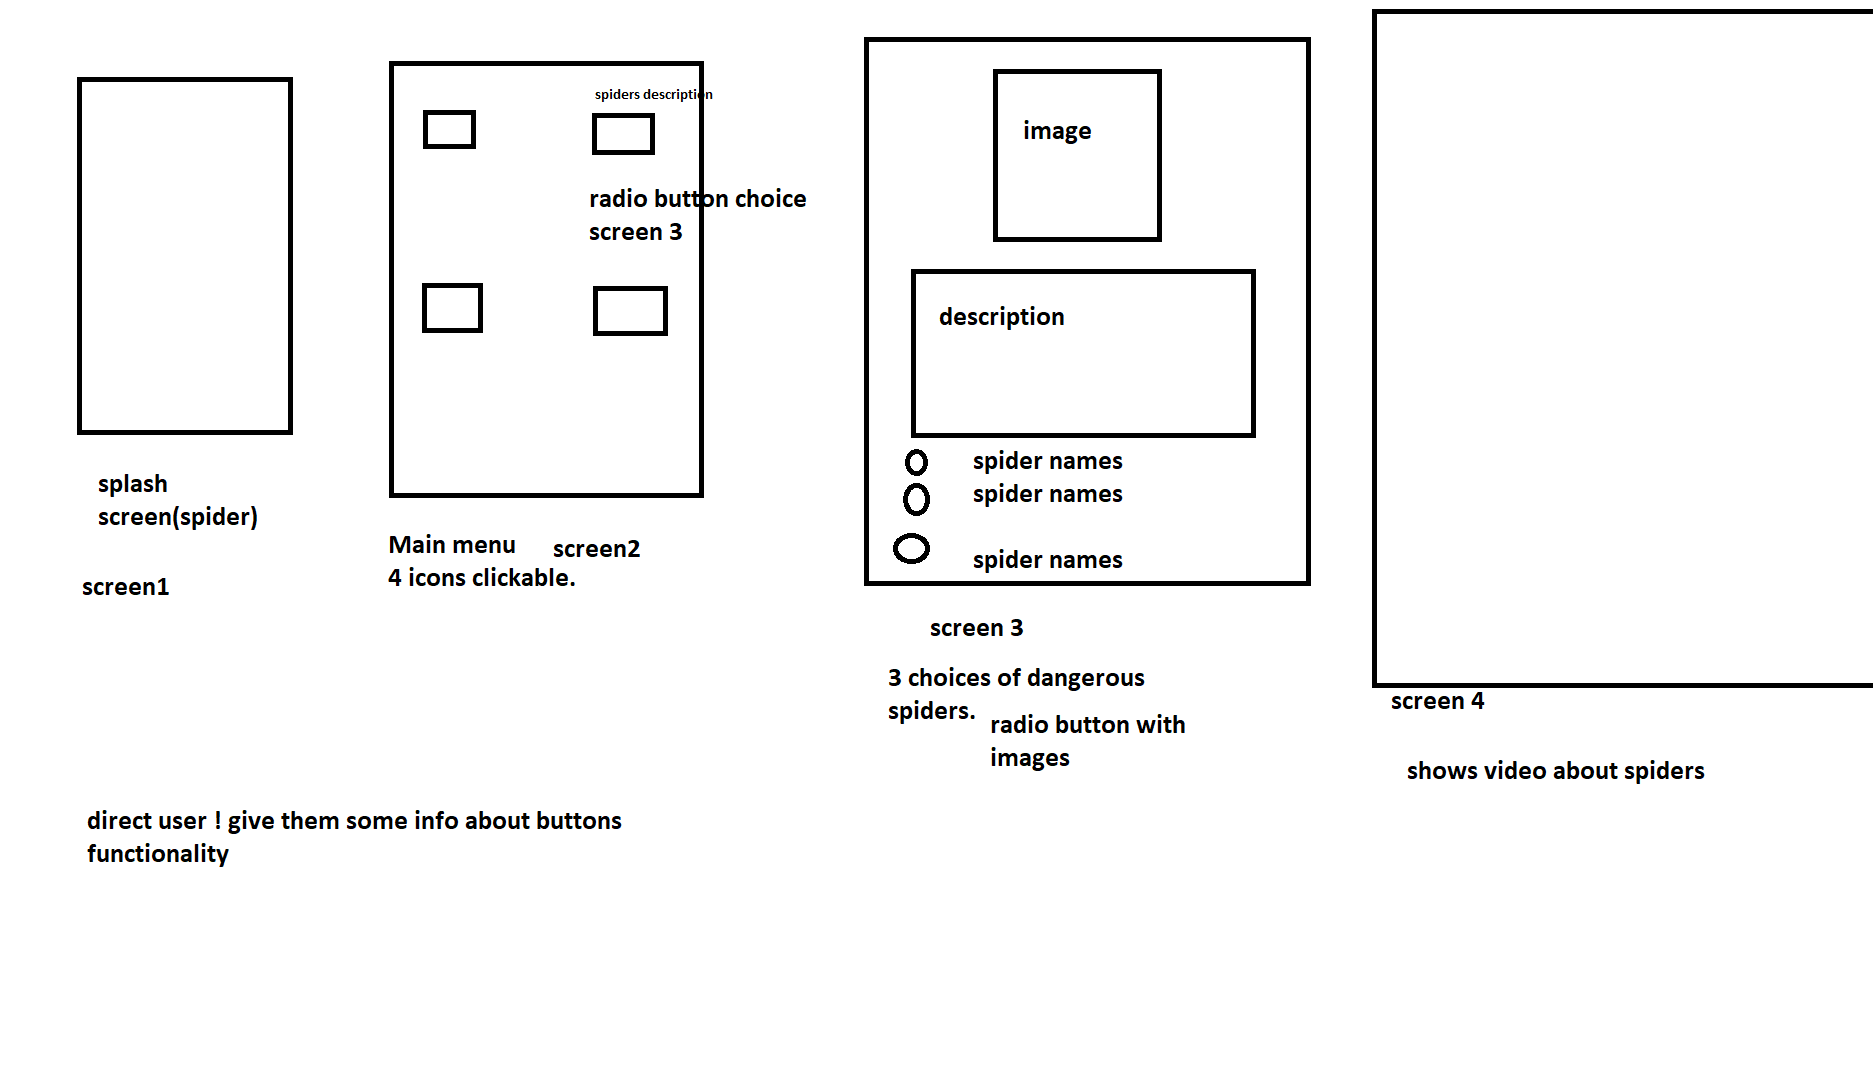 splash
screen(spider)
screen1
spiders description
radio button choice
screen 3
Main menu
4 icons clickable.
screen2
image
description
spider names
spider names
spider names
screen 3
3 choices of dangerous
spiders.
radio button with
images
screen 4
shows video about spiders
direct user ! give them some info about buttons
functionality